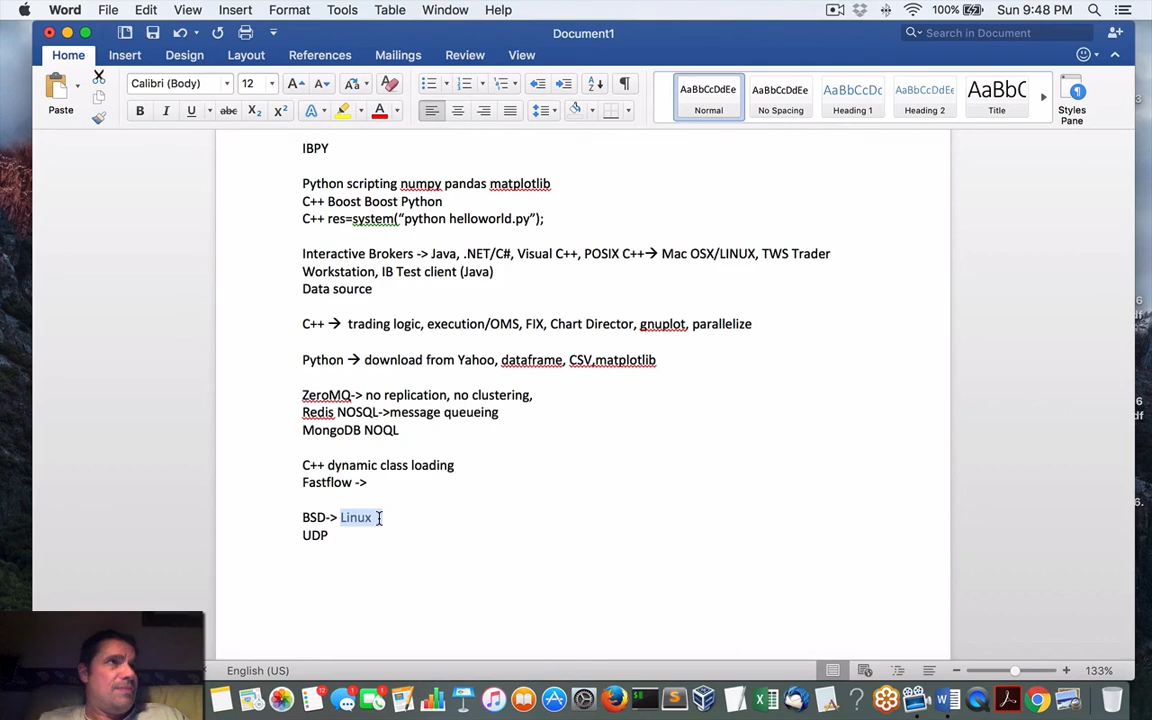 Word File Edit View Insert Format Tools Table Window Help 100% Sun 9:48 PM
Document1 Search in Document
Home Insert Design Layout References Mailings Review View
Calibri (Body) 12
Paste
AaBbCcDdEe AaBbCcDdEe AaBbCcDc AaBbCcDdEe AaBbCcD
Normal No Spacing Heading 1 Heading 2 Title Styles Pane
IBPY
Python scripting numpy pandas matplotlib
C++ Boost Boost Python
C++ res=system("python helloworld.py");
Interactive Brokers -> Java, .NET/C#, Visual C++, POSIX C++→ Mac OSX/LINUX, TWS Trader
Workstation, IB Test client (Java)
Data source
C++ → trading logic, execution/OMS, FIX, Chart Director, gnuplot, parallelize
Python → download from Yahoo, dataframe, CSV,matplotlib
ZeroMQ-> no replication, no clustering,
Redis NOSQL->message queueing
MongoDB NOQL
C++ dynamic class loading
Fastflow ->
BSD-> Linux
UDP
English (US) 133%